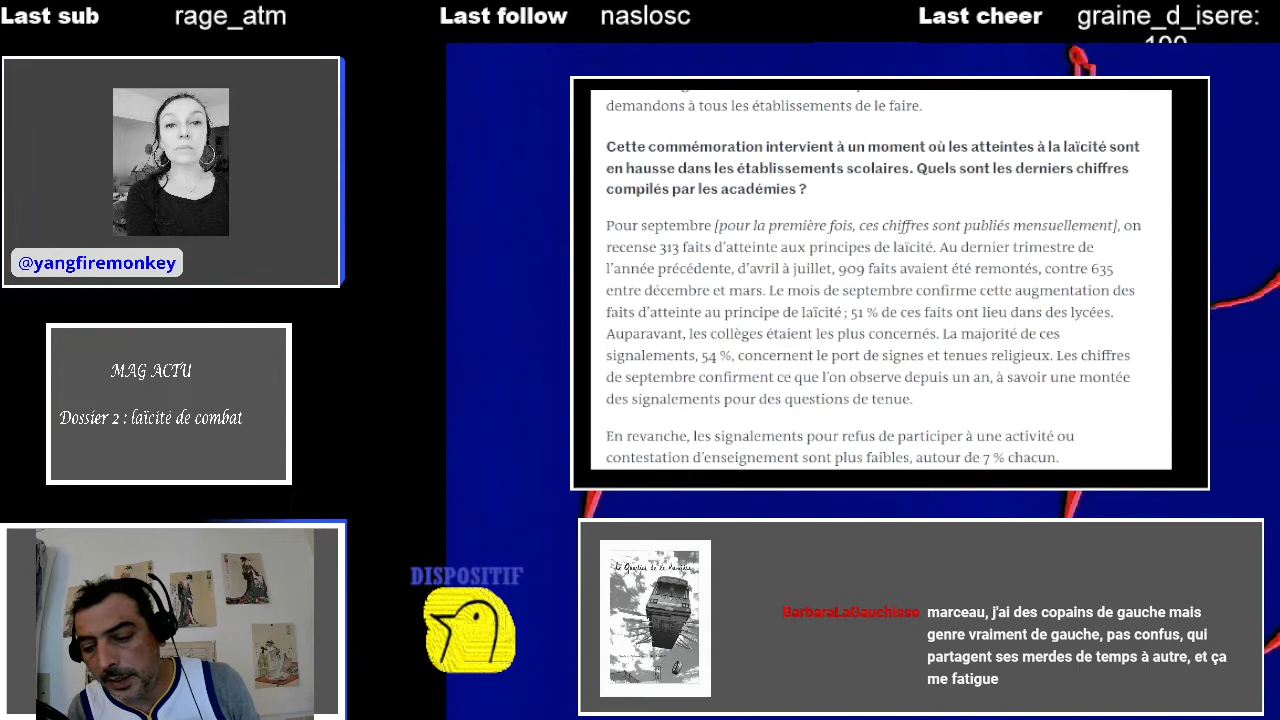 Last sub rage_atm Last follow naslosc Last cheer graine_d_isere:
100
demandons à tous les établissements de le faire.
Cette commémoration intervient à un moment où les atteintes à la laïcité sont
en hausse dans les établissements scolaires. Quels sont les derniers chiffres
compilés par les académies ?
Pour septembre [pour la première fois, ces chiffres sont publiés mensuellement], on
recense 313 faits d'atteinte aux principes de laïcité. Au dernier trimestre de
l'année précédente, d'avril à juillet, 909 faits avaient été remontés, contre 635
entre décembre et mars. Le mois de septembre confirme cette augmentation des
faits d'atteinte au principe de laïcité ; 51 % de ces faits ont lieu dans des lycées.
Auparavant, les collèges étaient les plus concernés. La majorité de ces
signalements, 54 %, concernent le port de signes et tenues religieux. Les chiffres
de septembre confirment ce que l'on observe depuis un an, à savoir une montée
des signalements pour des questions de tenue.
En revanche, les signalements pour refus de participer à une activité ou
contestation d'enseignement sont plus faibles, autour de 7 % chacun.
@yangfiremonkey
MAG ACTU
Dossier 2 : laïcité de combat
DISPOSITIF
BarbaraLaGauchisse marceau, j'ai des copains de gauche mais
genre vraiment de gauche, pas confus, qui
partagent ses merdes de temps à autre, et ça
me fatigue